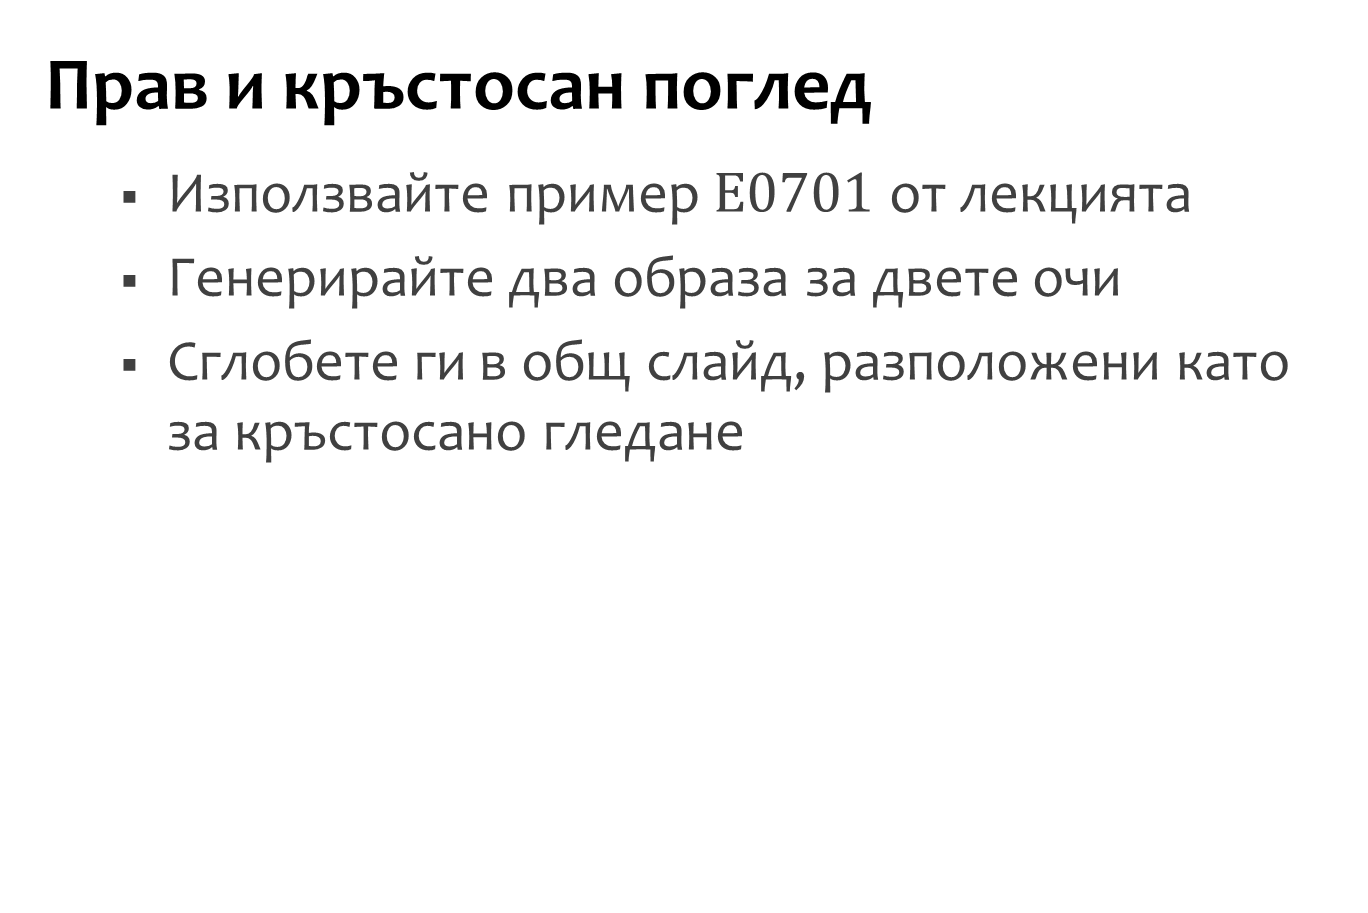 Прав и кръстосан поглед
▪ Използвайте пример E0701 от лекцията
▪ Генерирайте два образа за двете очи
▪ Сглобете ги в общ слайд, разположени като
за кръстосано гледане